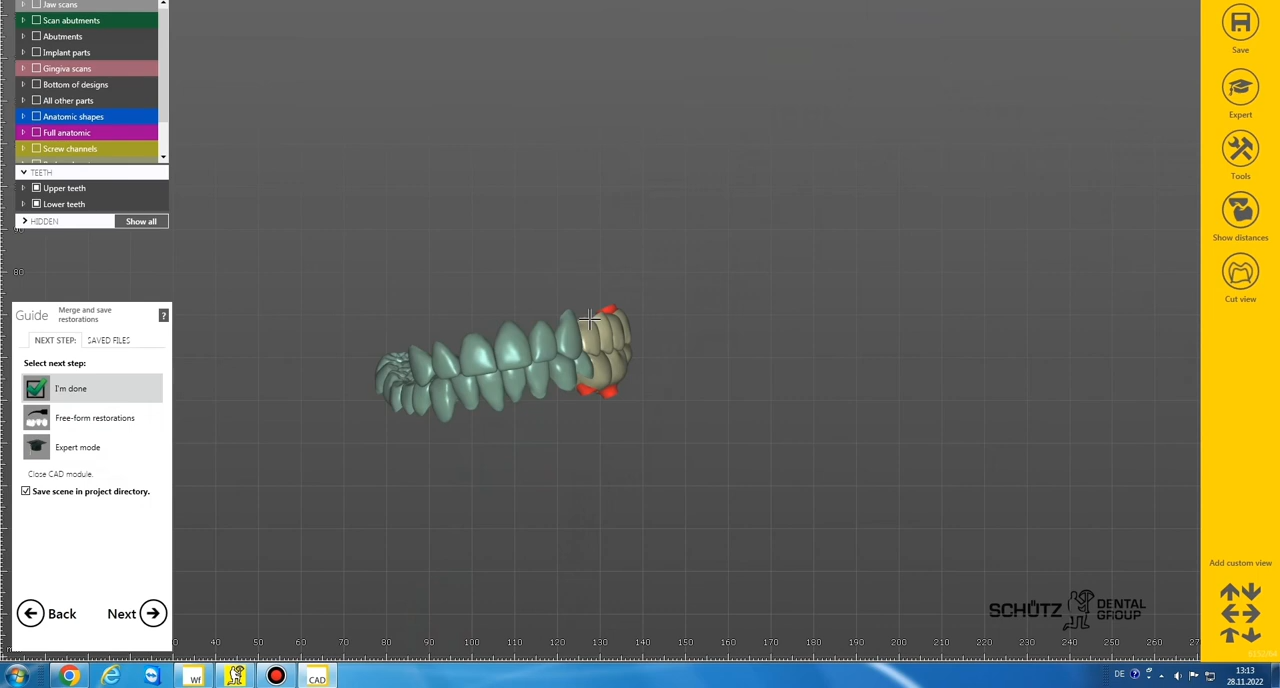 Jaw scans
Scan abutments
Abutments
Implant parts
Gingiva scans
Bottom of designs
All other parts
Anatomic shapes
Full anatomic
Screw channels
TEETH
Upper teeth
Lower teeth
HIDDEN
Show all
80
Guide
Merge and save
restorations
?
NEXT STEP:
SAVED FILES
Select next step:
I'm done
Free-form restorations
Expert mode
Close CAD module.
Save scene in project directory.
Back
Next
Save
Expert
Tools
Show distances
Cut view
Add custom view
SCHÜTZ DENTAL
GROUP
30 40 50 60 70 80 90 100 110 120 130 140 150 160 170 180 190 200 210 220 230 240 250 260
wf
CAD
DE
13:13
28.11.2022